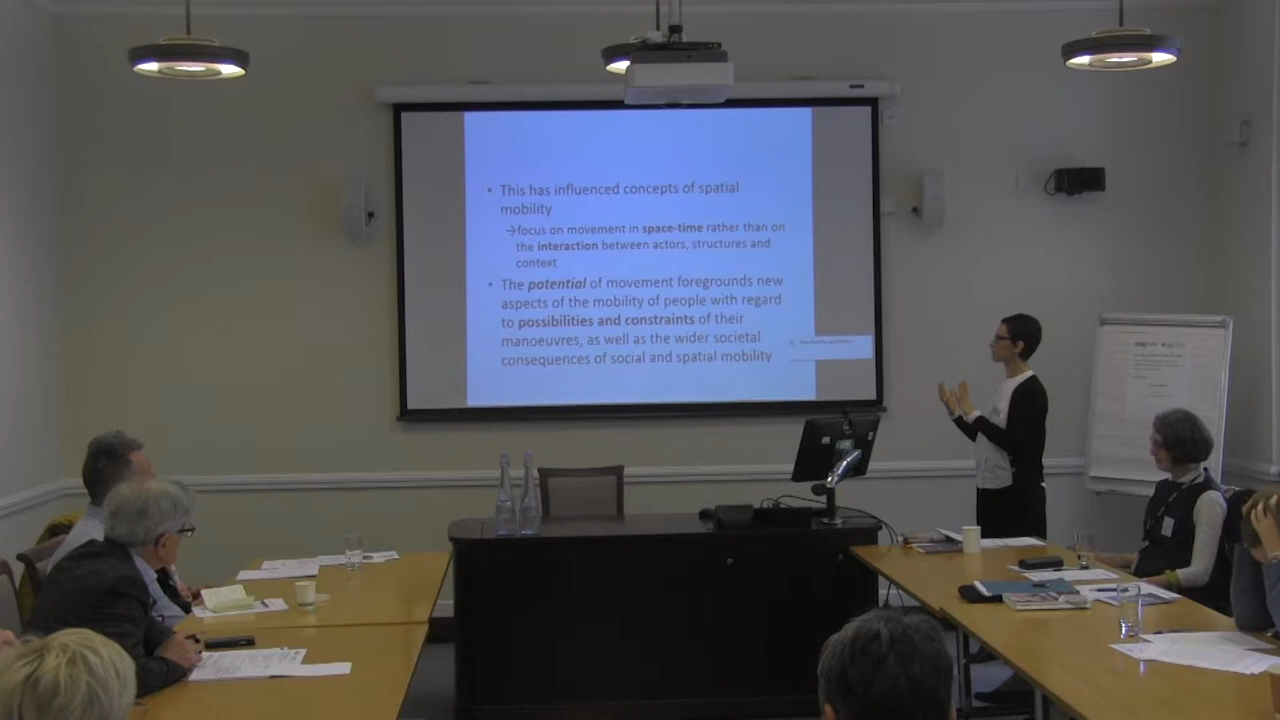 • This has influenced concepts of spatial
mobility
→focus on movement in space-time rather than on
the interaction between actors, structures and
context
• The potential of movement foregrounds new
aspects of the mobility of people with regard
to possibilities and constraints of their
manoeuvres, as well as the wider societal
consequences of social and spatial mobility